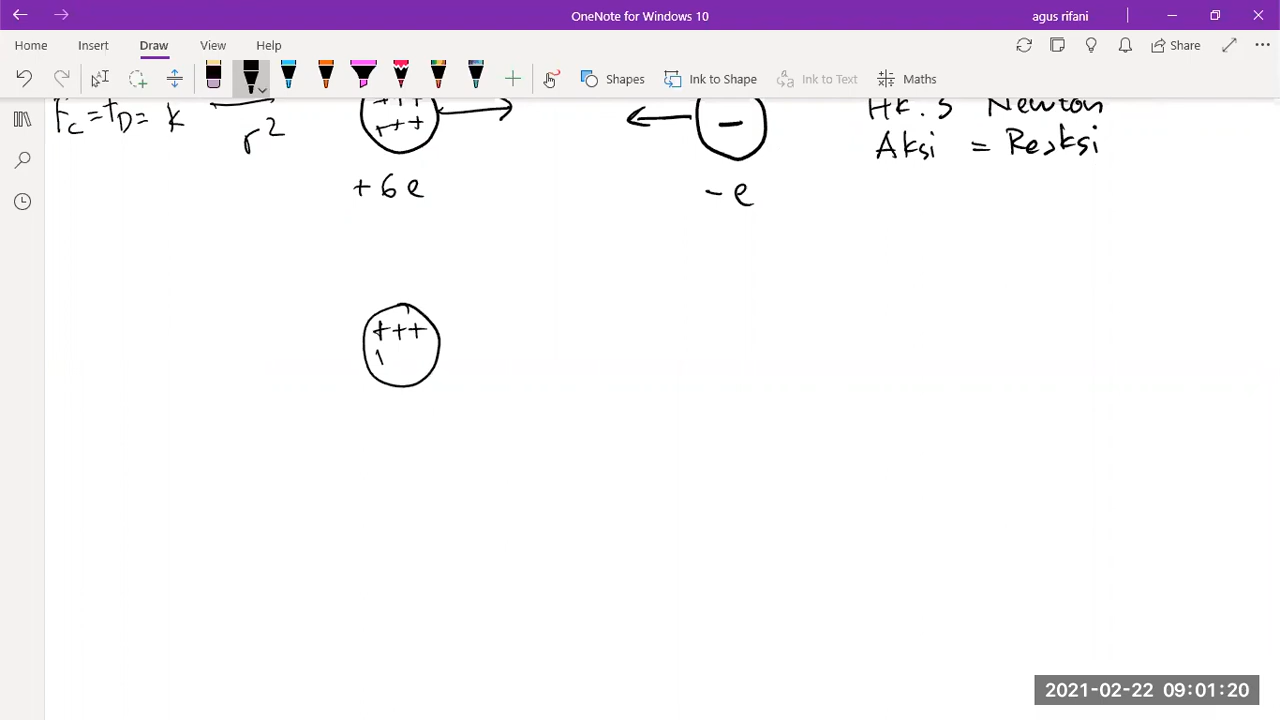 OneNote for Windows 10
agus rifani
Home Insert Draw View Help
Share
Shapes
Ink to Shape
Ink to Text
Maths
F_C = F_D = k
r²
+++
+++
+6e
−
−e
Hk. 3 Newton
Aksi = Reaksi
+++
2021-02-22 09:01:20